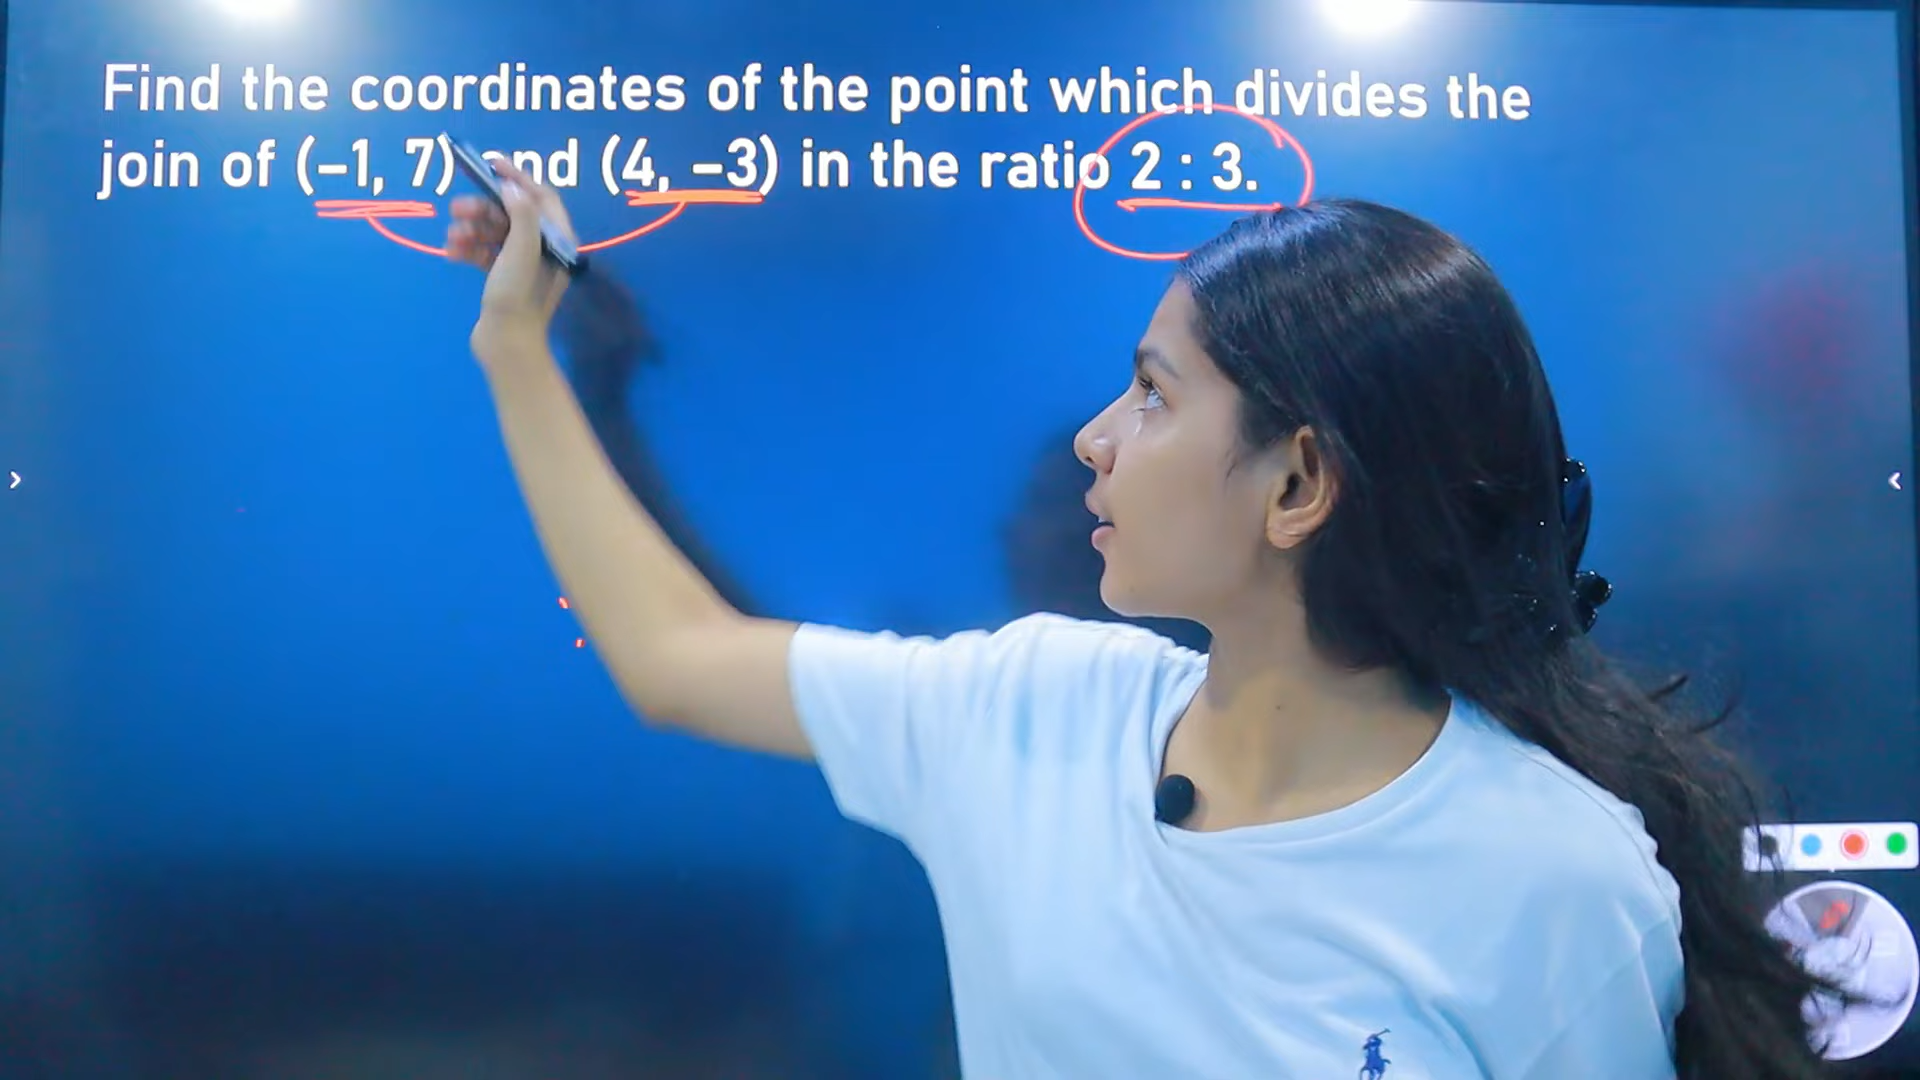 Find the coordinates of the point which divides the
join of (–1, 7) and (4, –3) in the ratio 2 : 3.